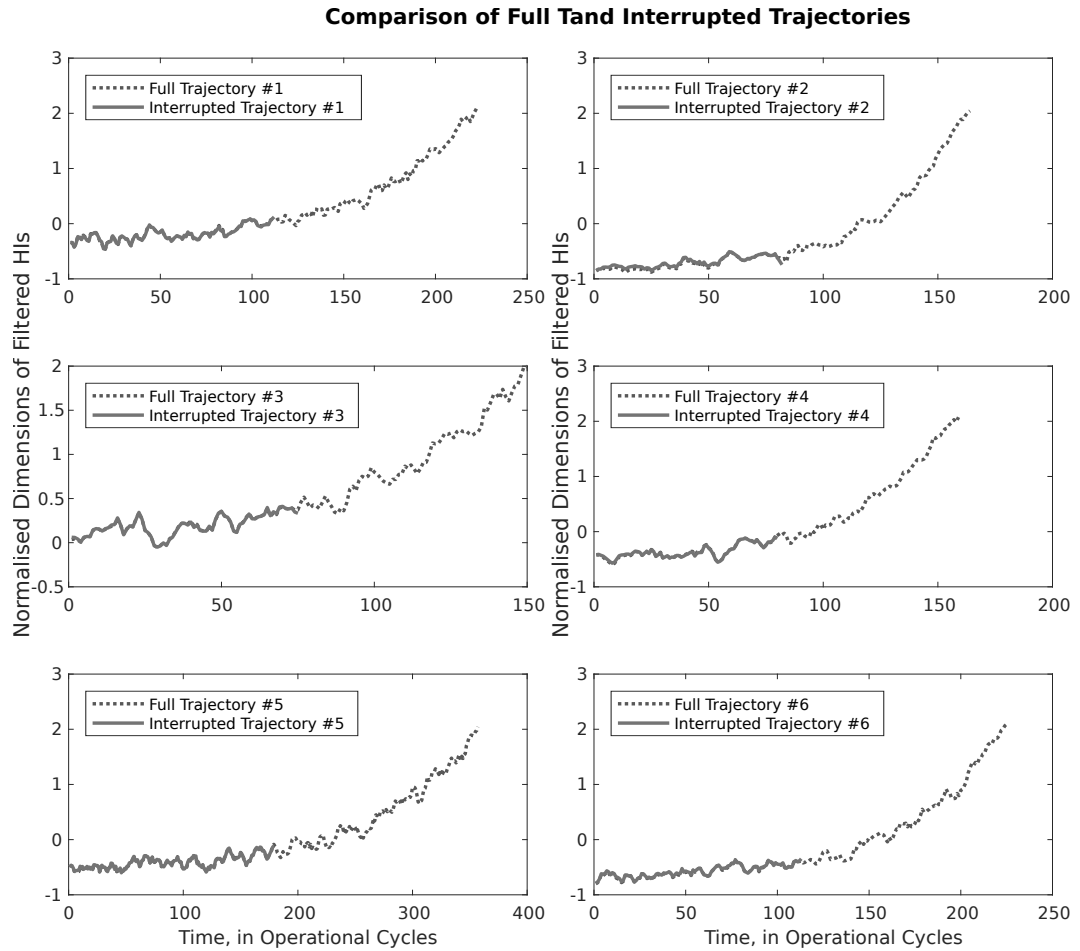 Comparison of Full Tand Interrupted Trajectories
Normalised Dimensions of Filtered HIs
3
2
1
0
-1
0 50 100 150 200 250
Full Trajectory #1
Interrupted Trajectory #1
Normalised Dimensions of Filtered HIs
3
2
1
0
-1
0 50 100 150 200
Full Trajectory #2
Interrupted Trajectory #2
2
1.5
1
0.5
0
-0.5
0 50 100 150
Full Trajectory #3
Interrupted Trajectory #3
3
2
1
0
-1
0 50 100 150 200
Full Trajectory #4
Interrupted Trajectory #4
3
2
1
0
-1
0 100 200 300 400
Full Trajectory #5
Interrupted Trajectory #5
Time, in Operational Cycles
3
2
1
0
-1
0 50 100 150 200 250
Full Trajectory #6
Interrupted Trajectory #6
Time, in Operational Cycles